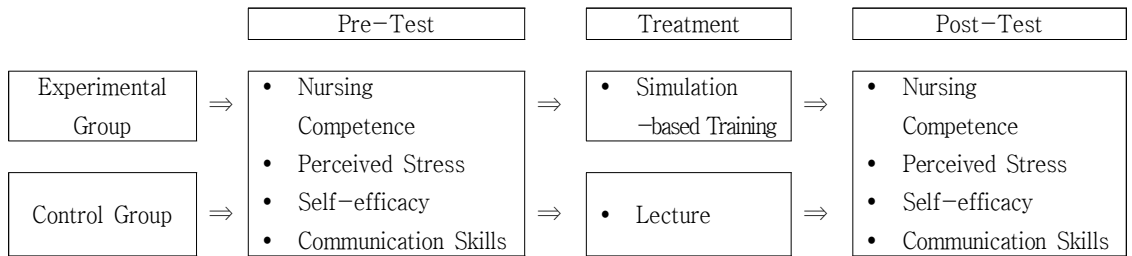 Pre-Test
Treatment
Post-Test
Experimental
Group
⇒
• Nursing
Competence
• Perceived Stress
• Self-efficacy
• Communication Skills
⇒
• Simulation
-based Training
⇒
• Nursing
Competence
• Perceived Stress
• Self-efficacy
• Communication Skills
Control Group
⇒
⇒
• Lecture
⇒